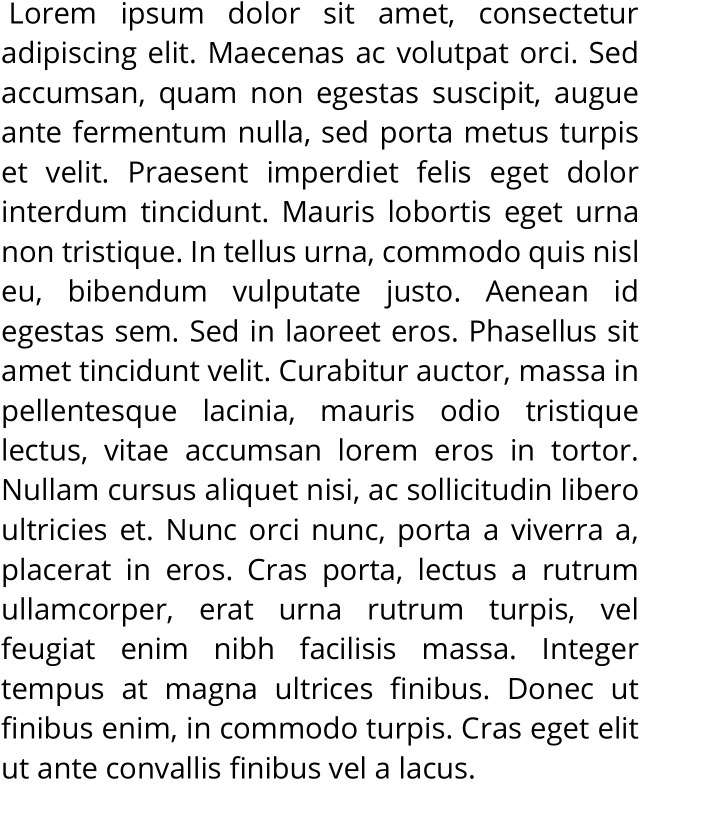 Lorem ipsum dolor sit amet, consectetur
adipiscing elit. Maecenas ac volutpat orci. Sed
accumsan, quam non egestas suscipit, augue
ante fermentum nulla, sed porta metus turpis
et velit. Praesent imperdiet felis eget dolor
interdum tincidunt. Mauris lobortis eget urna
non tristique. In tellus urna, commodo quis nisl
eu, bibendum vulputate justo. Aenean id
egestas sem. Sed in laoreet eros. Phasellus sit
amet tincidunt velit. Curabitur auctor, massa in
pellentesque lacinia, mauris odio tristique
lectus, vitae accumsan lorem eros in tortor.
Nullam cursus aliquet nisi, ac sollicitudin libero
ultricies et. Nunc orci nunc, porta a viverra a,
placerat in eros. Cras porta, lectus a rutrum
ullamcorper, erat urna rutrum turpis, vel
feugiat enim nibh facilisis massa. Integer
tempus at magna ultrices finibus. Donec ut
finibus enim, in commodo turpis. Cras eget elit
ut ante convallis finibus vel a lacus.